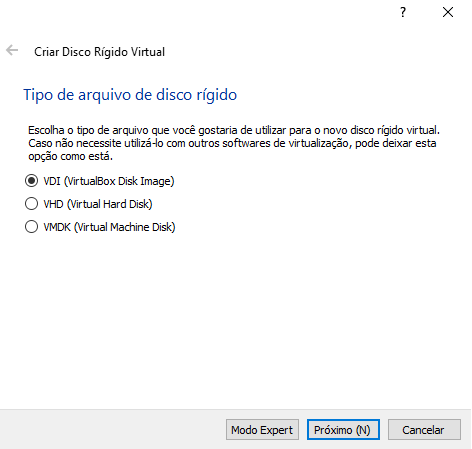 ?
Criar Disco Rígido Virtual
Tipo de arquivo de disco rígido
Escolha o tipo de arquivo que você gostaria de utilizar para o novo disco rígido virtual.
Caso não necessite utilizá-lo com outros softwares de virtualização, pode deixar esta
opção como está.
VDI (VirtualBox Disk Image)
VHD (Virtual Hard Disk)
VMDK (Virtual Machine Disk)
Modo Expert Próximo (N) Cancelar